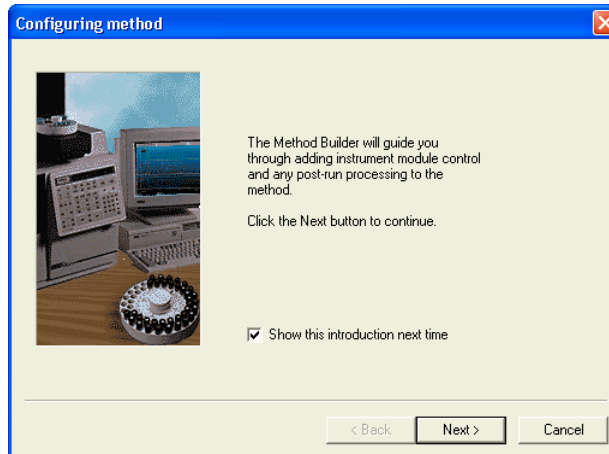 Configuring method
The Method Builder will guide you
through adding instrument module control
and any post-run processing to the
method.
Click the Next button to continue.
Show this introduction next time
< Back
Next >
Cancel